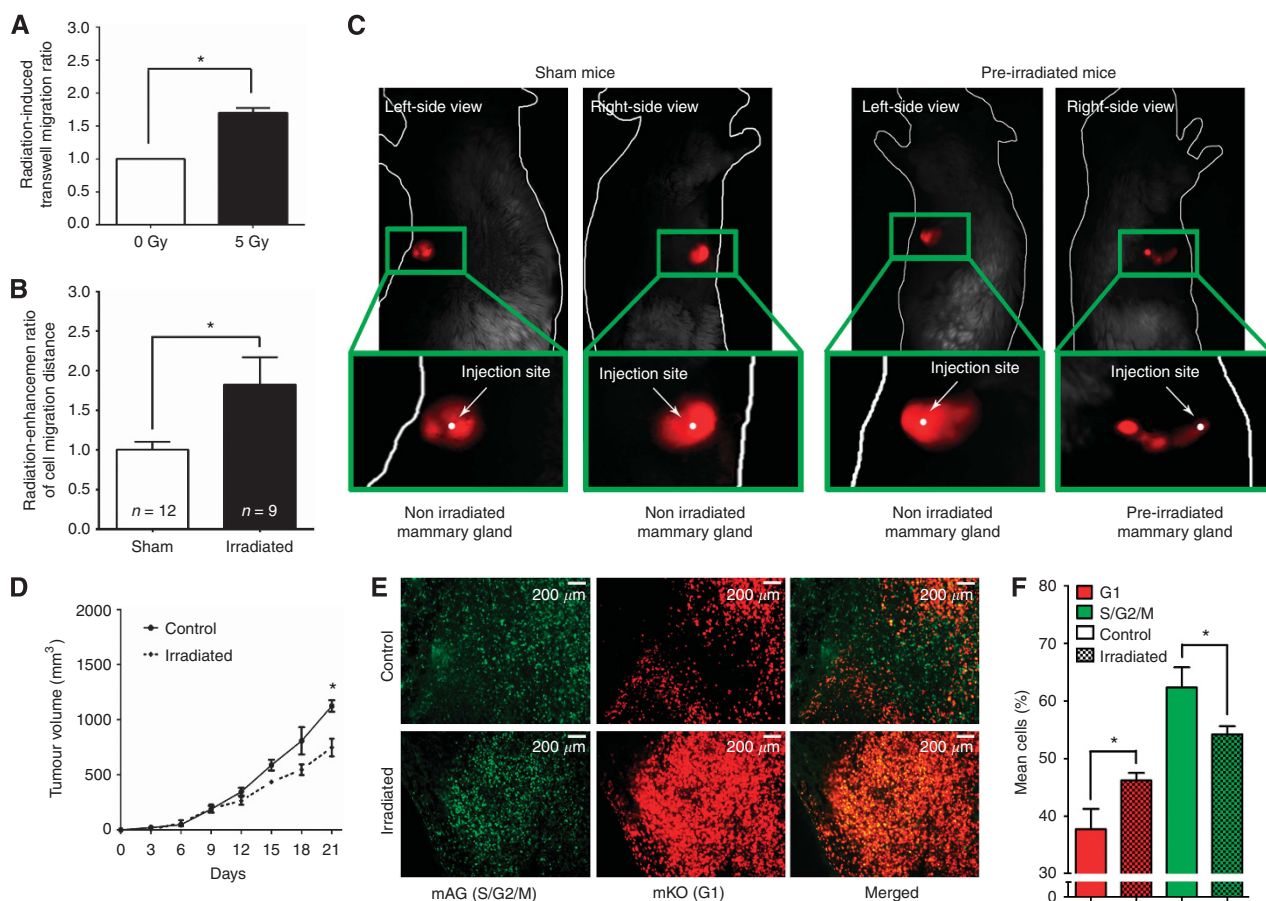 A
Radiation-induced
transwell migration ratio
3.0
2.5
2.0
1.5
1.0
0.5
0.0
*
0 Gy
5 Gy
B
Radiation-enhancemen ratio
of cell migration distance
3.0
2.5
2.0
1.5
1.0
0.5
0.0
*
n = 12
n = 9
Sham
Irradiated
C
Sham mice
Pre-irradiated mice
Left-side view
Right-side view
Left-side view
Right-side view
Injection site
Injection site
Injection site
Injection site
Non irradiated
mammary gland
Non irradiated
mammary gland
Non irradiated
mammary gland
Pre-irradiated
mammary gland
D
Tumour volume (mm3)
2000
1500
1000
500
0
Control
Irradiated
*
0 3 6 9 12 15 18 21
Days
E
Control
Irradiated
200 μm
200 μm
200 μm
200 μm
200 μm
200 μm
mAG (S/G2/M)
mKO (G1)
Merged
F
Mean cells (%)
80
70
60
50
40
30
0
G1
S/G2/M
Control
Irradiated
*
*